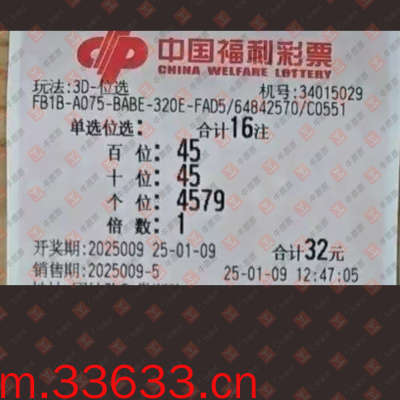 中国福利彩票
CHINA WELFARE LOTTERY
玩法:3D-位选 机号:34015029
FB1B-A075-BABE-320E-FAD5/64842570/C0551
单选位选: 合计16注
百 位: 45
十 位: 45
个 位: 4579
倍 数: 1
开奖期:2025009 25-01-09 合计32元
销售期:2025009-5 25-01-09 12:47:05
m.33633.cn